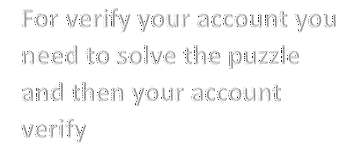 For verify your account you
need to solve the puzzle
and then your account
verify